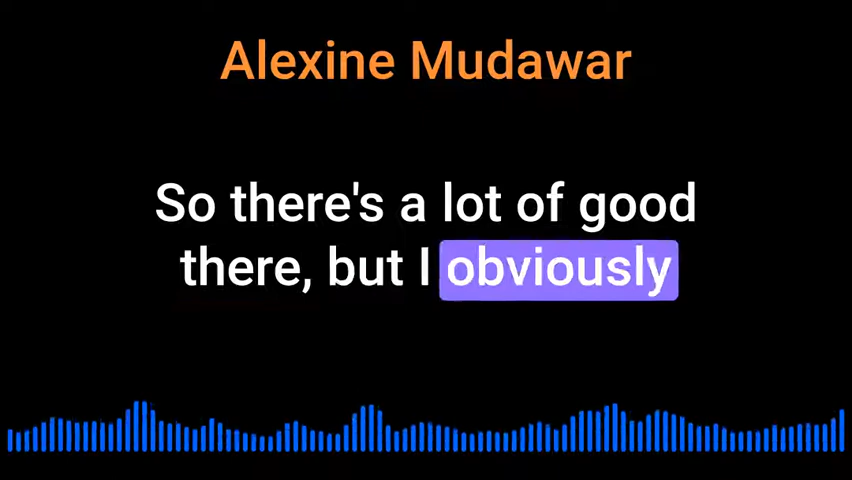 Alexine Mudawar
So there's a lot of good
there, but I obviously